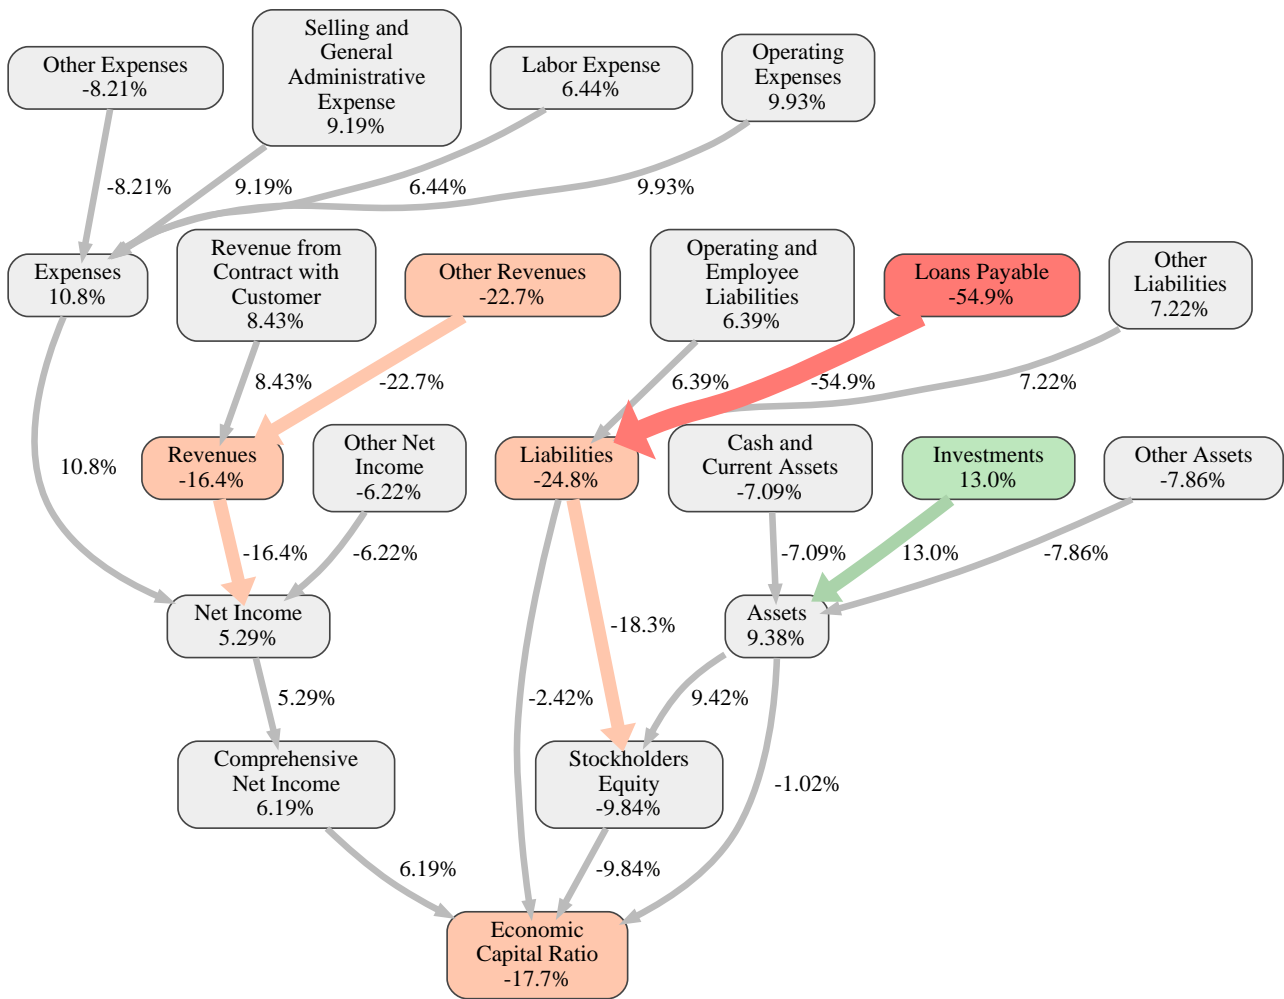 Other Expenses
-8.21%
Selling and
General
Administrative
Expense
9.19%
Labor Expense
6.44%
Operating
Expenses
9.93%
-8.21%
9.19%
6.44%
9.93%
Expenses
10.8%
Revenue from
Contract with
Customer
8.43%
Other Revenues
-22.7%
Operating and
Employee
Liabilities
6.39%
Loans Payable
-54.9%
Other
Liabilities
7.22%
8.43%
-22.7%
6.39%
-54.9%
7.22%
10.8%
Revenues
-16.4%
Other Net
Income
-6.22%
Liabilities
-24.8%
Cash and
Current Assets
-7.09%
Investments
13.0%
Other Assets
-7.86%
-16.4%
-6.22%
-7.09%
13.0%
-7.86%
Net Income
5.29%
-18.3%
Assets
9.38%
5.29%
-2.42%
9.42%
Comprehensive
Net Income
6.19%
Stockholders
Equity
-9.84%
-1.02%
6.19%
-9.84%
Economic
Capital Ratio
-17.7%